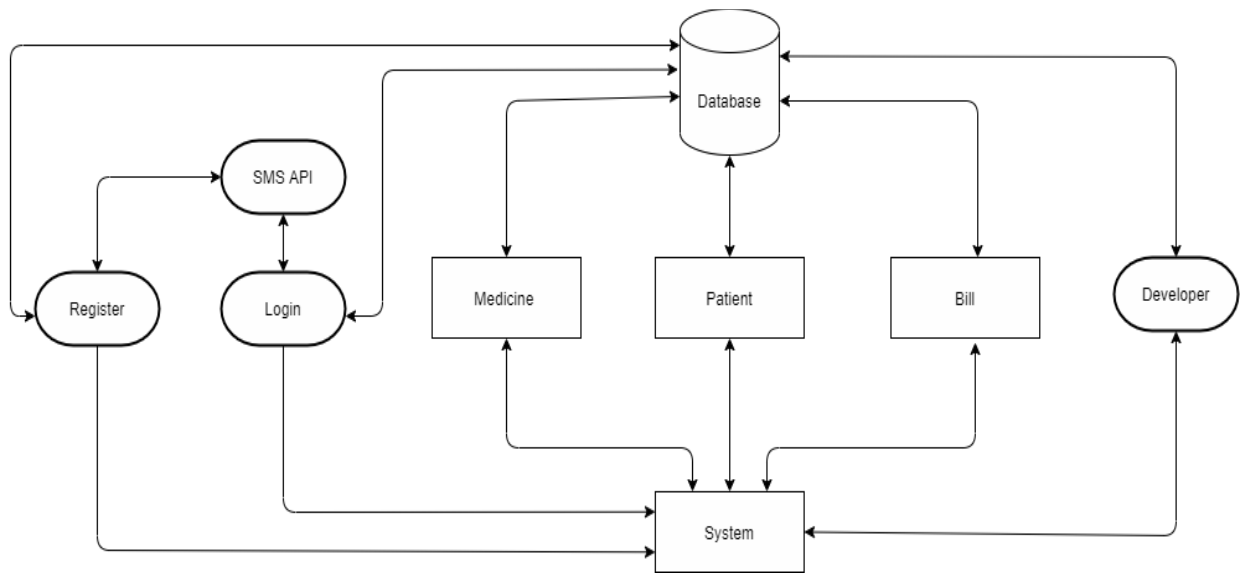 Database
SMS API
Register
Login
Medicine
Patient
Bill
Developer
System